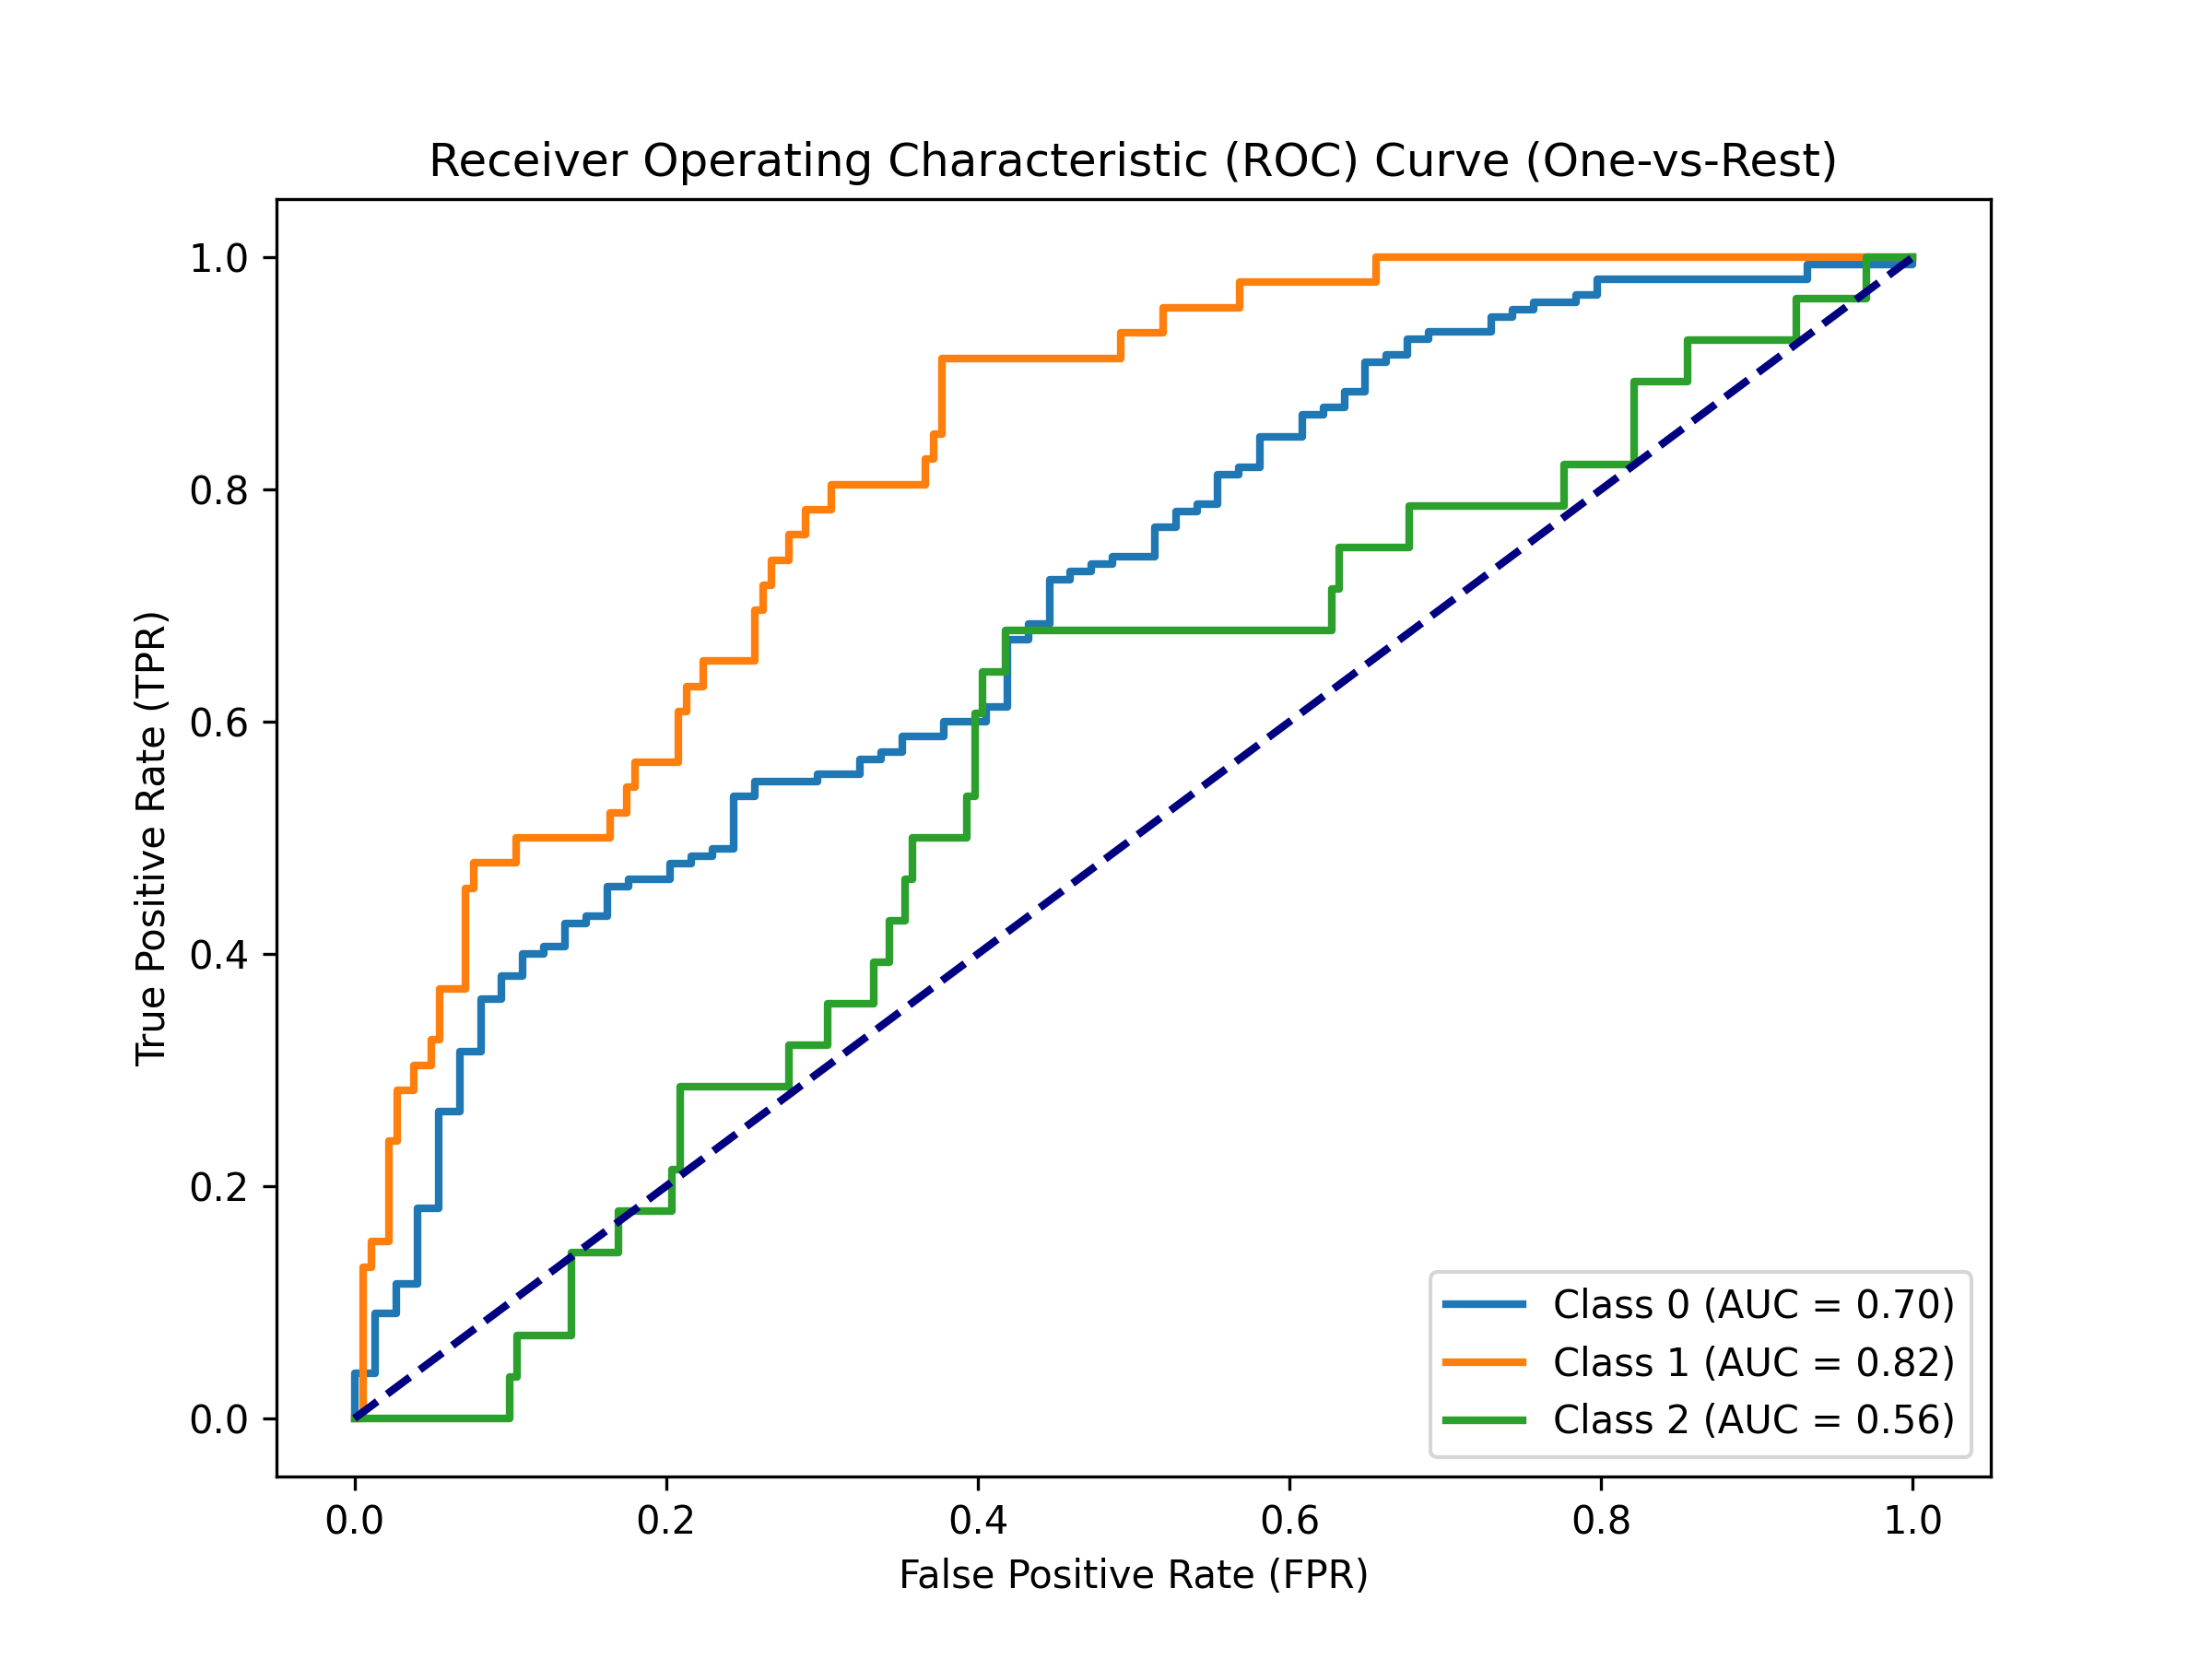 Receiver Operating Characteristic (ROC) Curve (One-vs-Rest)
True Positive Rate (TPR)
1.0
0.8
0.6
0.4
0.2
0.0
Class 0 (AUC = 0.70)
Class 1 (AUC = 0.82)
Class 2 (AUC = 0.56)
0.0 0.2 0.4 0.6 0.8 1.0
False Positive Rate (FPR)